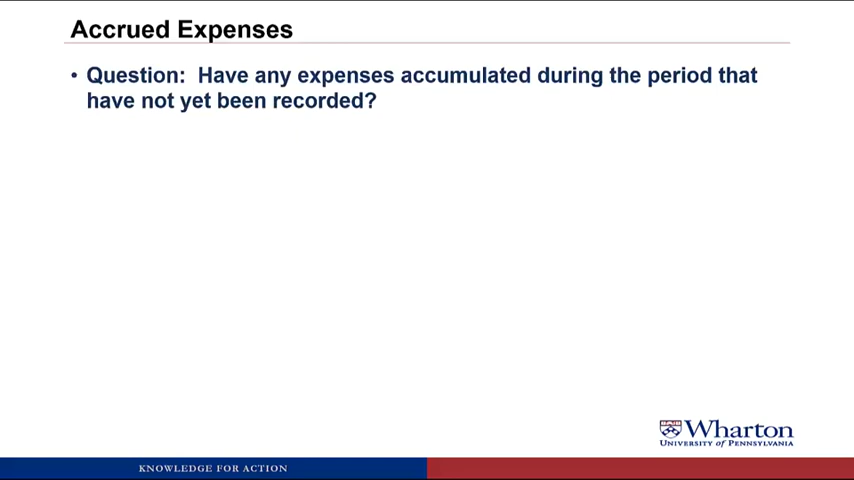 Accrued Expenses
• Question: Have any expenses accumulated during the period that
have not yet been recorded?
Wharton
UNIVERSITY of PENNSYLVANIA
KNOWLEDGE FOR ACTION